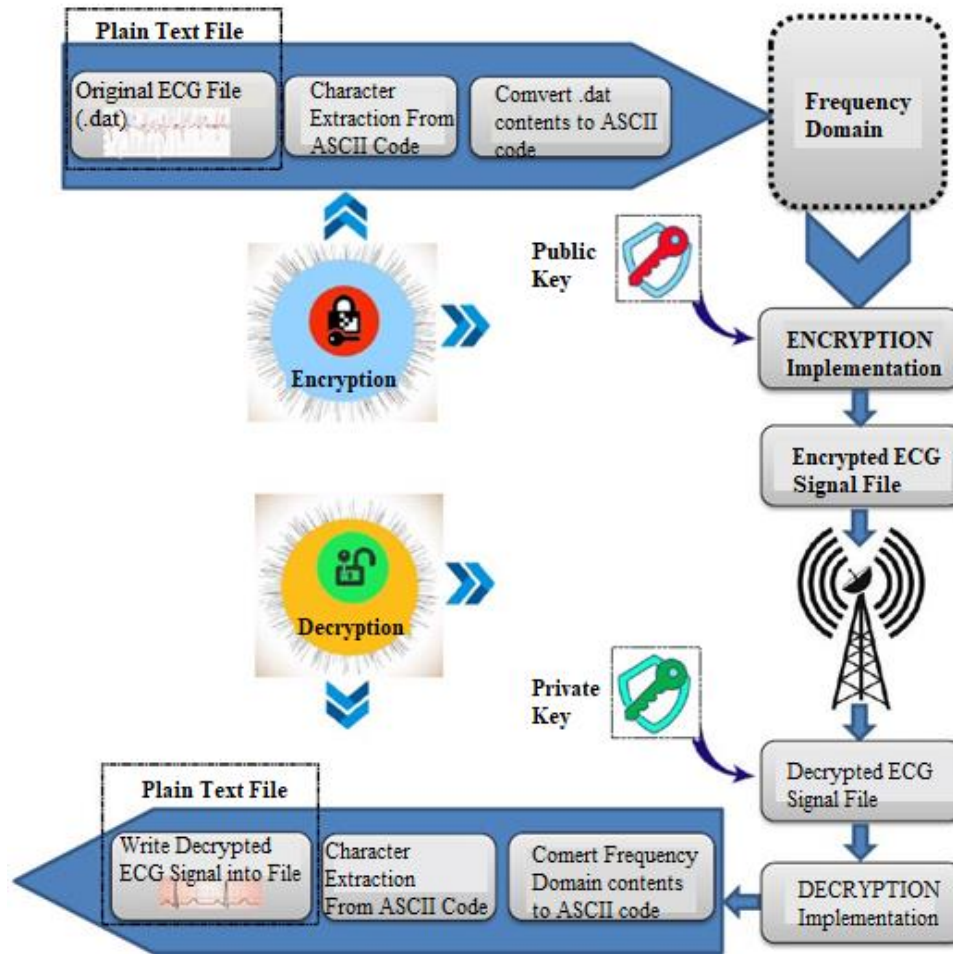 Plain Text File
Original ECG File
(.dat)
Character
Extraction From
ASCII Code
Comvert .dat
contents to ASCII
code
Frequency
Domain
Public
Key
Encryption
ENCRYPTION
Implementation
Encrypted ECG
Signal File
Decryption
Private
Key
Decrypted ECG
Signal File
Plain Text File
Write Decrypted
ECG Signal into File
Character
Extraction
From ASCII Code
Comert Frequency
Domain contents
to ASCII code
DECRYPTION
Implementation